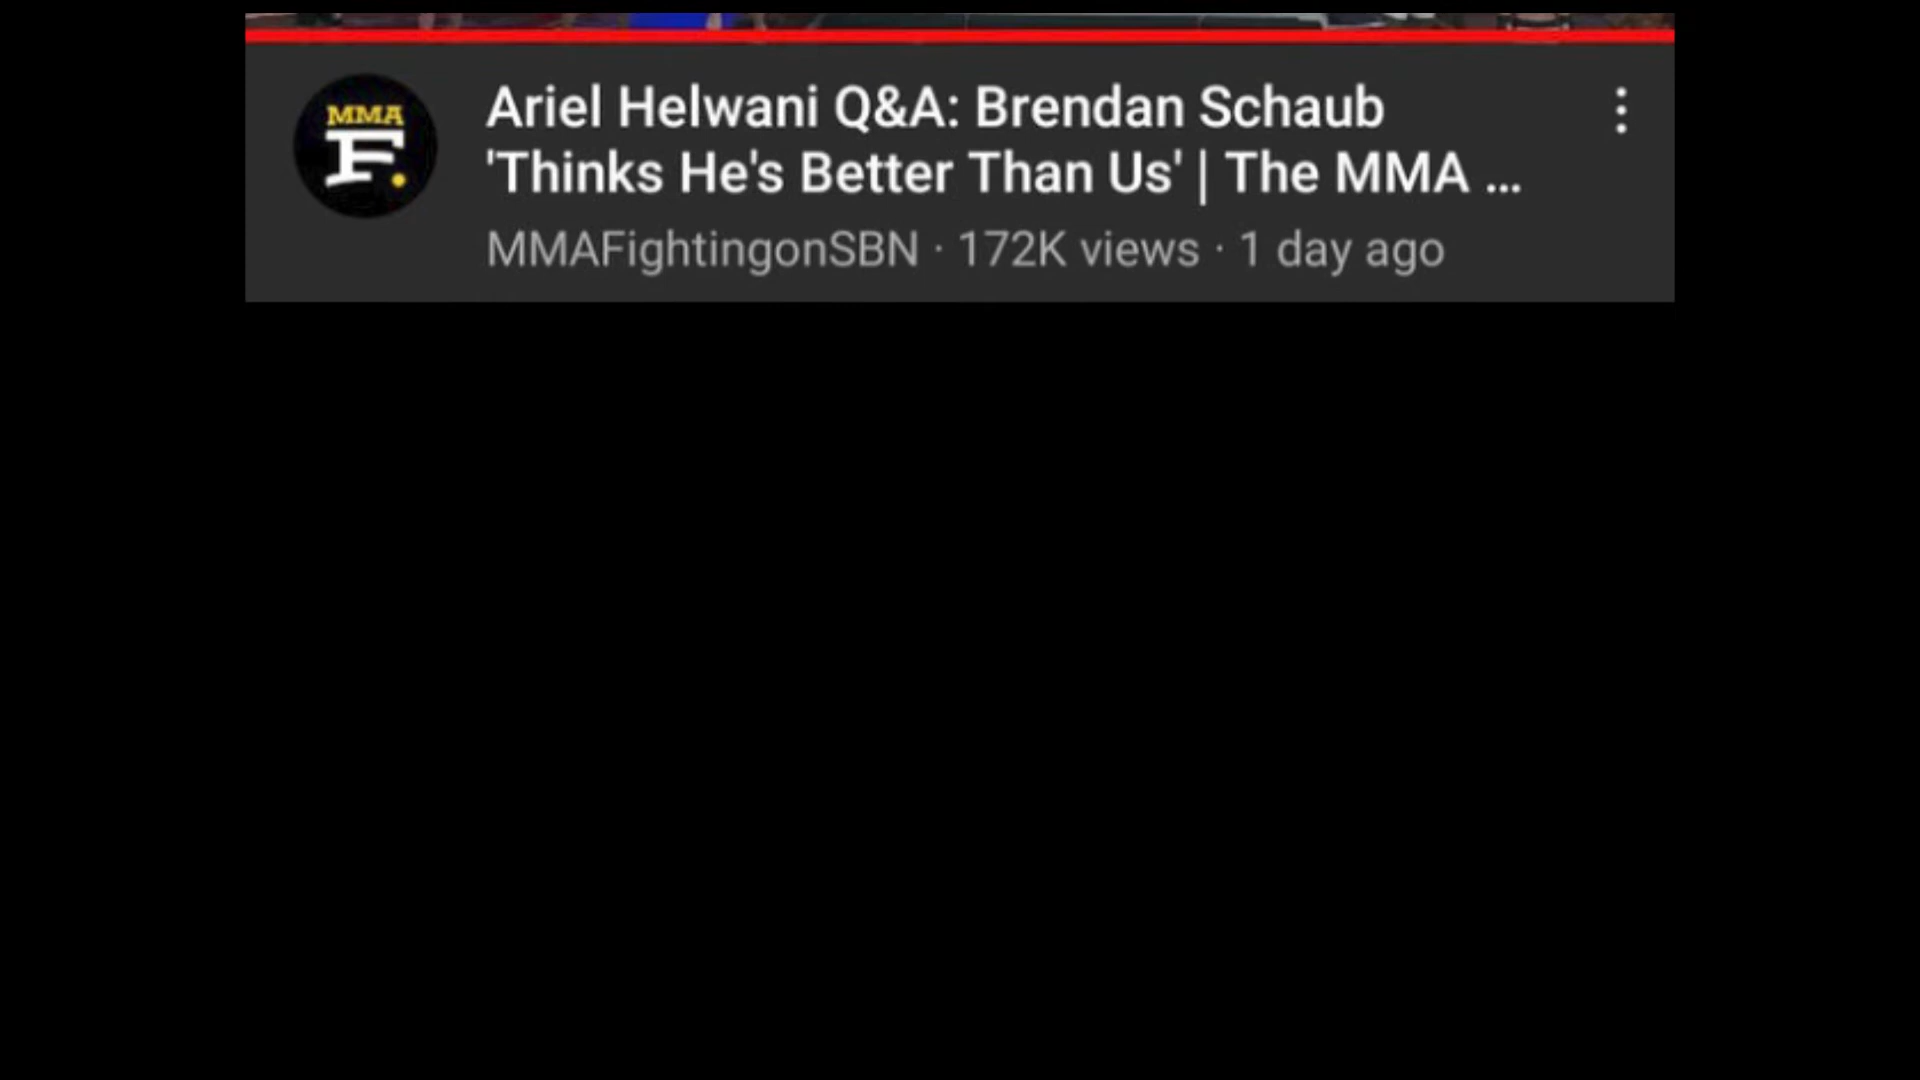 MMA
F.
Ariel Helwani Q&A: Brendan Schaub
'Thinks He's Better Than Us' | The MMA ...
MMAFightingonSBN · 172K views · 1 day ago